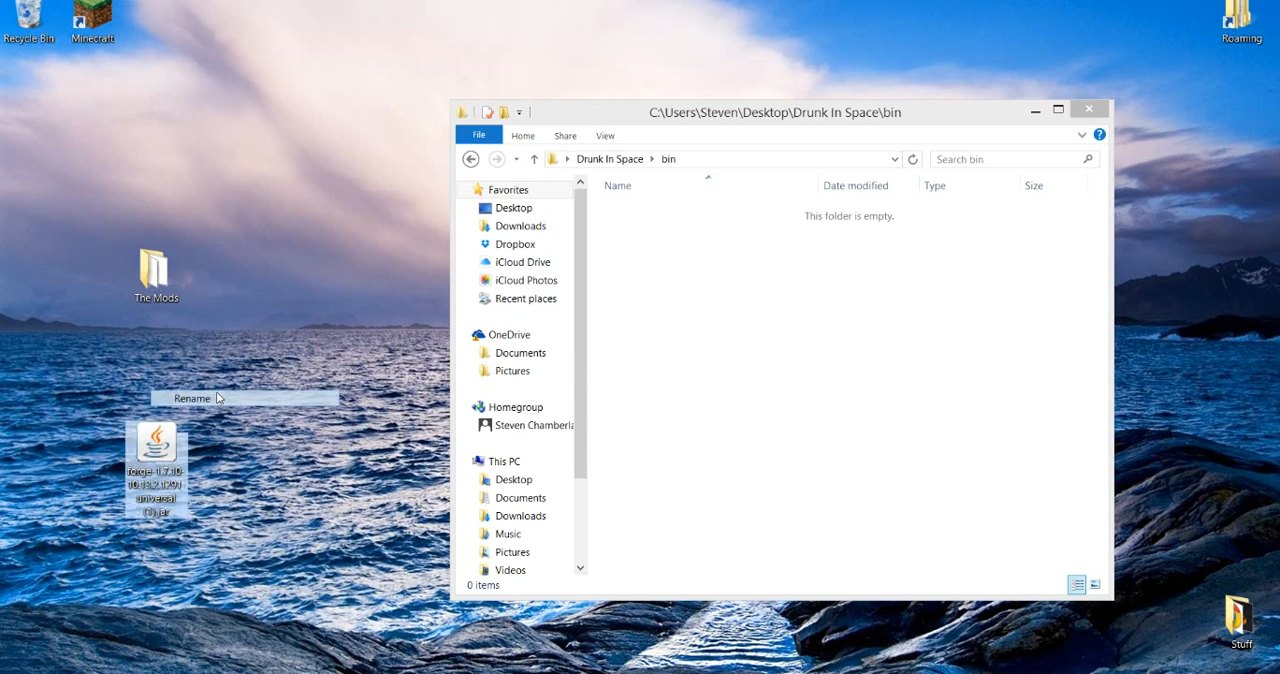 Recycle Bin
Minecraft
Roaming
C:\Users\Steven\Desktop\Drunk In Space\bin
File Home Share View
Drunk In Space bin
Search bin
Name Date modified Type Size
This folder is empty.
Favorites
Desktop
Downloads
Dropbox
iCloud Drive
iCloud Photos
Recent places
OneDrive
Documents
Pictures
Homegroup
Steven Chamberla
This PC
Desktop
Documents
Downloads
Music
Pictures
Videos
0 items
The Mods
Rename
forge-1.7.10-
10.13.2.1291-
universal
(1).jar
Stuff